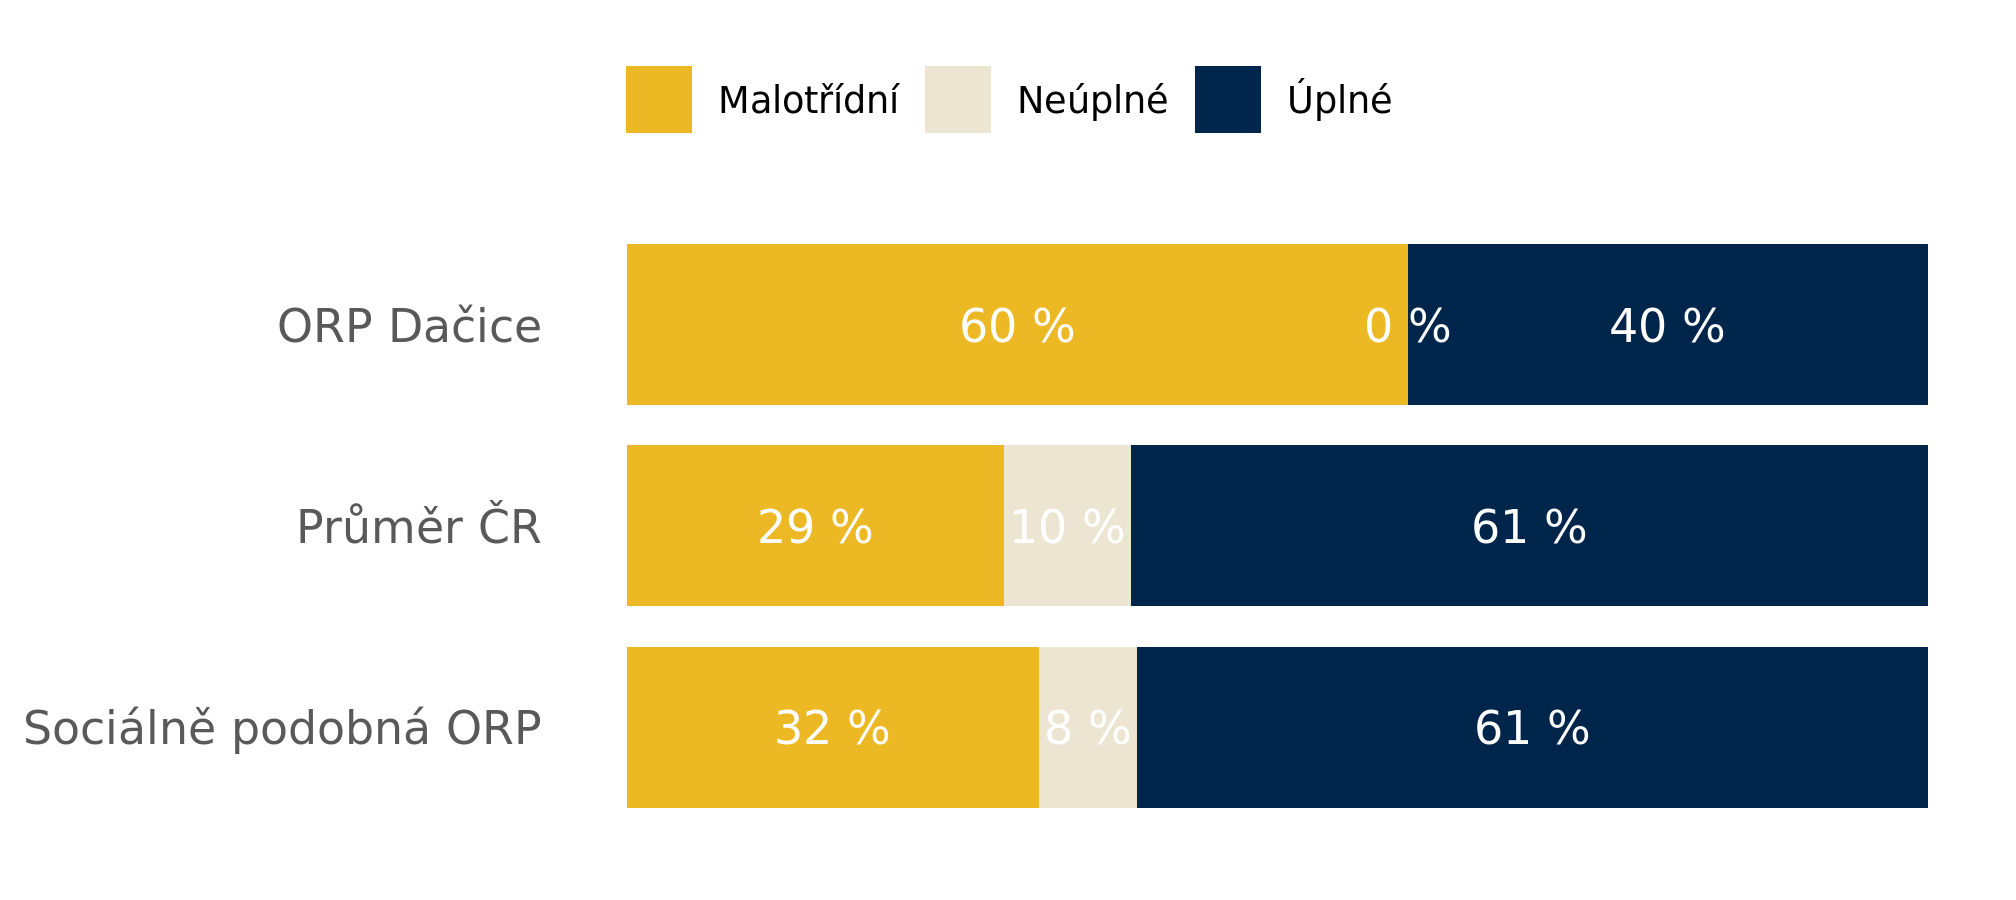 Malotřídní Neúplné Úplné
ORP Dačice 60 % 0 % 40 %
Průměr ČR 29 % 10 % 61 %
Sociálně podobná ORP 32 % 8 % 61 %